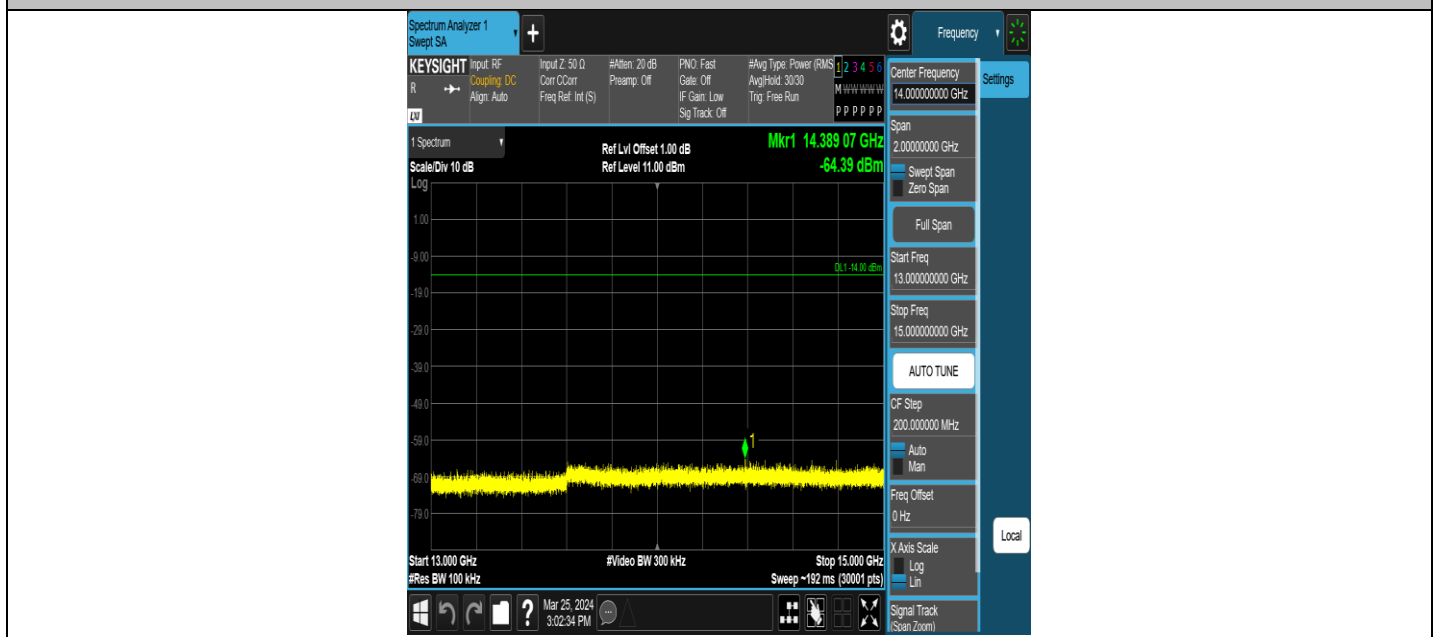 Spectrum Analyzer 1
Swept SA
+
Frequency
KEYSIGHT
R
LXI
Input: RF
Coupling: DC
Align: Auto
Input Z: 50 Ω
Corr CCorr
Freq Ref: Int (S)
#Atten: 20 dB
Preamp: Off
PNO: Fast
Gate: Off
IF Gain: Low
Sig Track: Off
#Avg Type: Power (RMS
Avg|Hold: 30/30
Trig: Free Run
1 2 3 4 5 6
M W W W W W
P P P P P P
1 Spectrum
Scale/Div 10 dB
Ref Lvl Offset 1.00 dB
Ref Level 11.00 dBm
Mkr1 14.389 07 GHz
-64.39 dBm
Log
1.00
-9.00
DL1 -14.00 dBm
-19.0
-29.0
-39.0
-49.0
-59.0
1
-69.0
-79.0
Start 13.000 GHz
#Video BW 300 kHz
Stop 15.000 GHz
#Res BW 100 kHz
Sweep ~192 ms (30001 pts)
Center Frequency
14.000000000 GHz
Settings
Span
2.00000000 GHz
Swept Span
Zero Span
Full Span
Start Freq
13.000000000 GHz
Stop Freq
15.000000000 GHz
AUTO TUNE
CF Step
200.000000 MHz
Auto
Man
Freq Offset
0 Hz
X Axis Scale
Log
Lin
Local
Signal Track
(Span Zoom)
?
Mar 25, 2024
3:02:34 PM